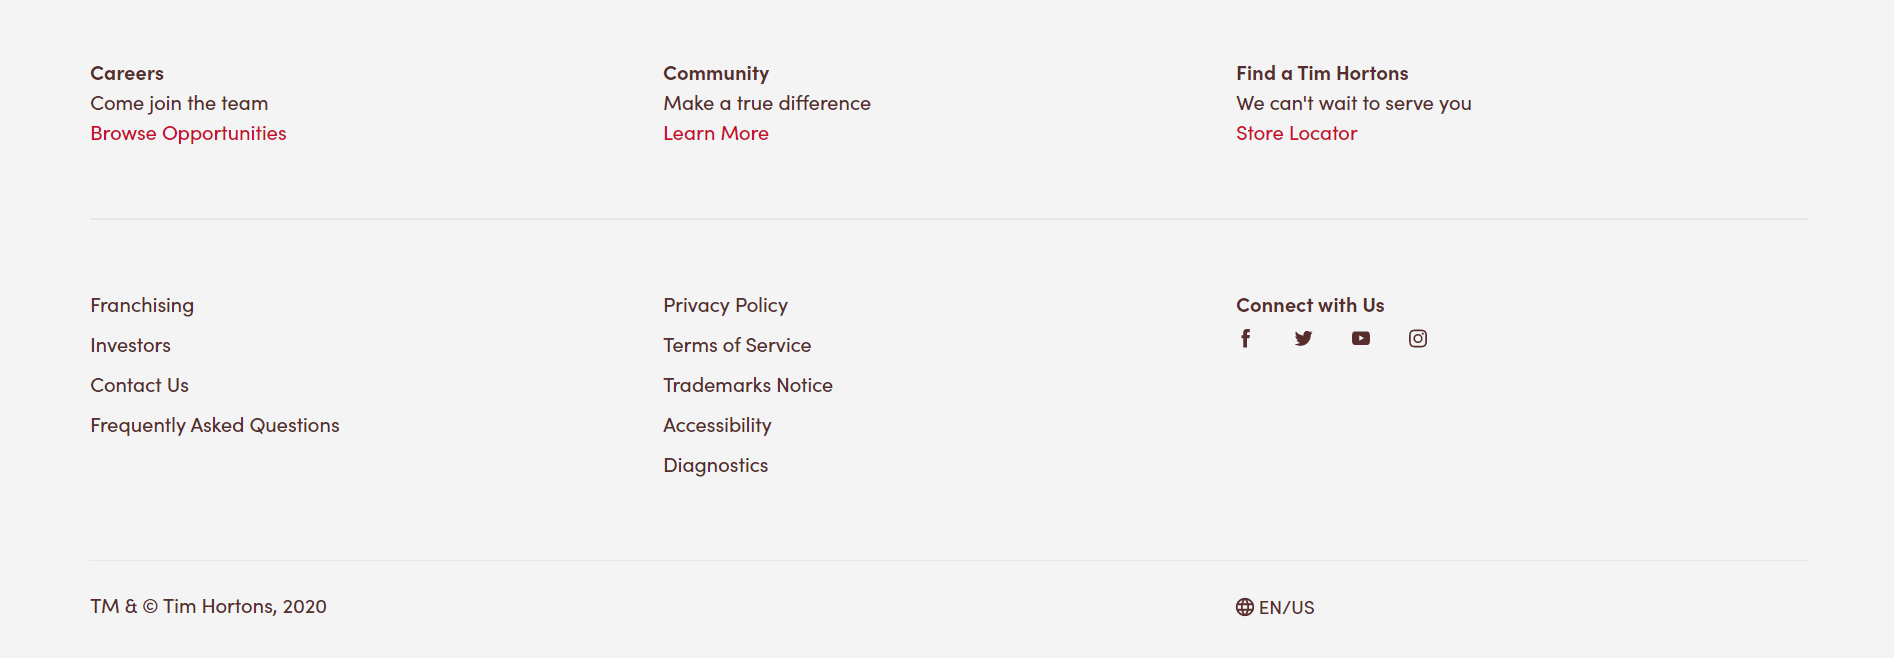 Careers
Come join the team
Browse Opportunities
Community
Make a true difference
Learn More
Find a Tim Hortons
We can't wait to serve you
Store Locator
Franchising
Investors
Contact Us
Frequently Asked Questions
Privacy Policy
Terms of Service
Trademarks Notice
Accessibility
Diagnostics
Connect with Us
TM & © Tim Hortons, 2020
EN/US